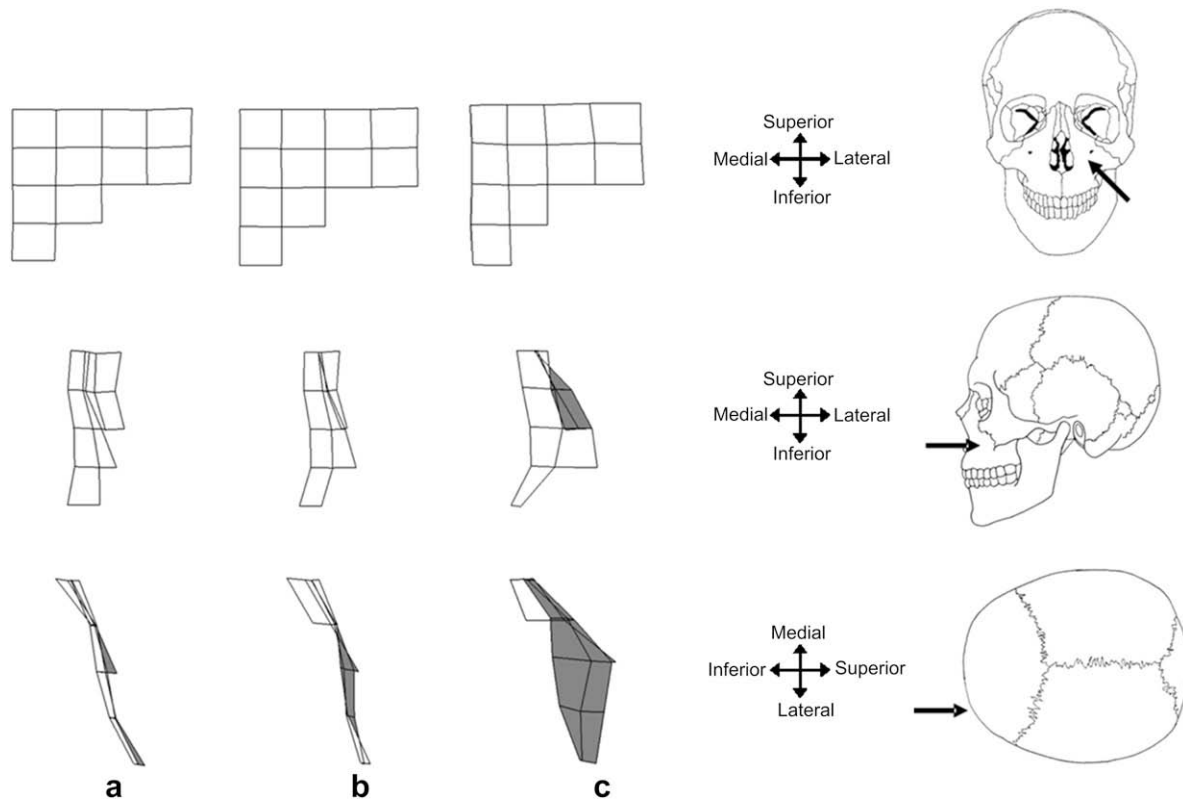 Superior
Medial Lateral
Inferior
Superior
Medial Lateral
Inferior
Medial
Inferior Superior
Lateral
a b c